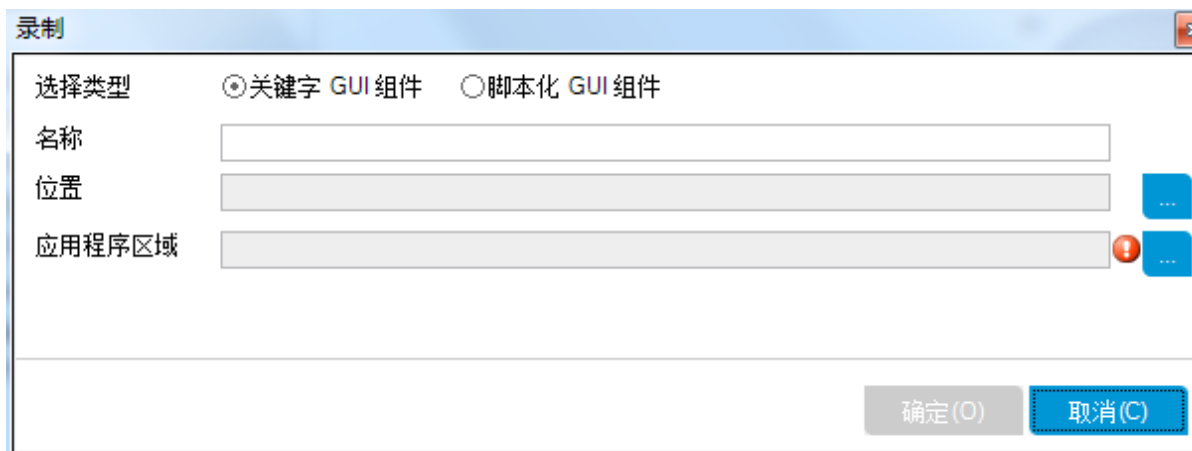 录制
选择类型 关键字 GUI 组件 脚本化 GUI 组件
名称
位置
...
应用程序区域
...
确定(O) 取消(C)